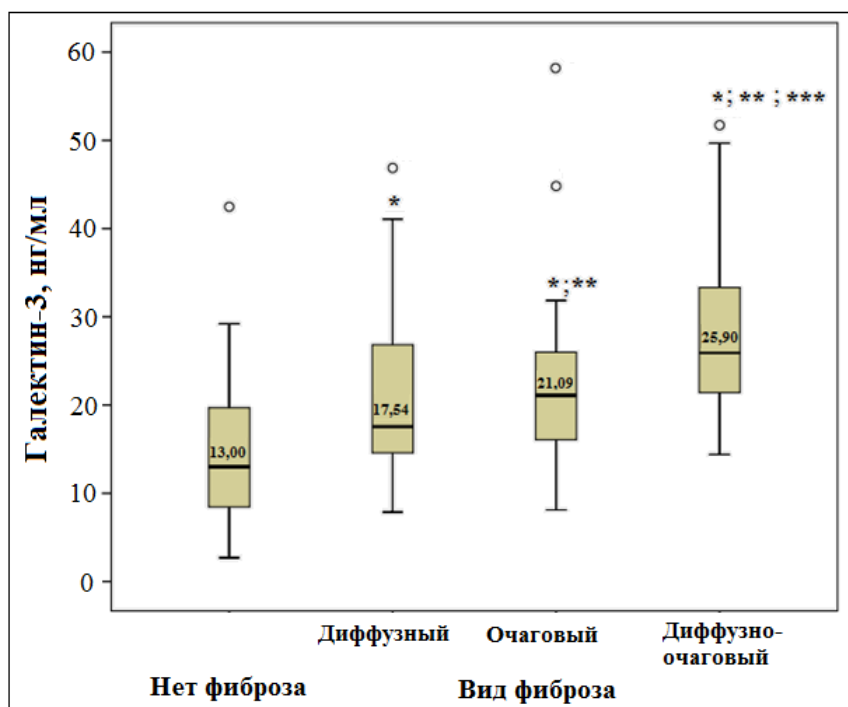 Галектин-3, нг/мл
60
50
40
30
20
10
0
13,00
*
17,54
*;**
21,09
*;** ;***
25,90
Диффузный
Очаговый
Диффузно-
очаговый
Нет фиброза
Вид фиброза